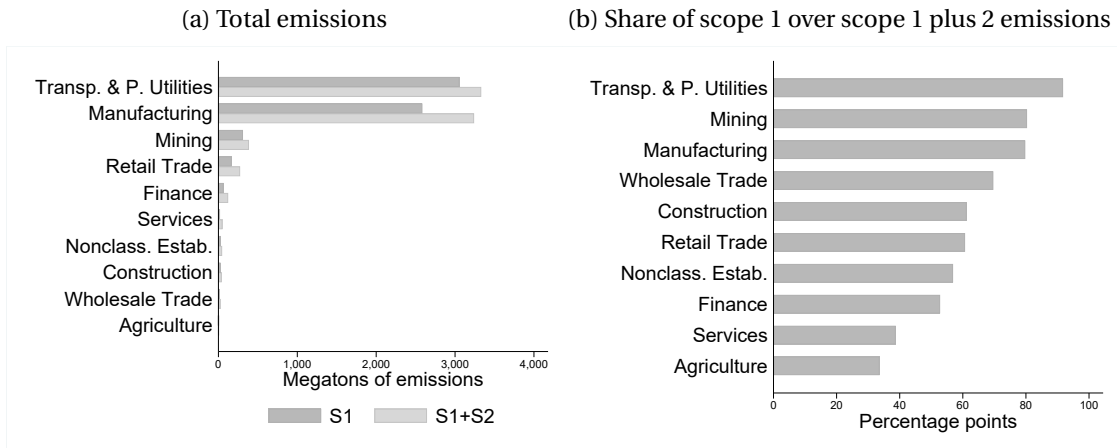 (a) Total emissions
Transp. & P. Utilities
Manufacturing
Mining
Retail Trade
Finance
Services
Nonclass. Estab.
Construction
Wholesale Trade
Agriculture
0 1,000 2,000 3,000 4,000
Megatons of emissions
S1 S1+S2
(b) Share of scope 1 over scope 1 plus 2 emissions
Transp. & P. Utilities
Mining
Manufacturing
Wholesale Trade
Construction
Retail Trade
Nonclass. Estab.
Finance
Services
Agriculture
0 20 40 60 80 100
Percentage points